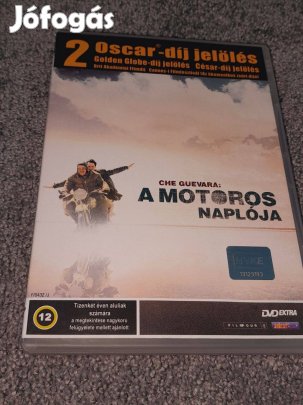 Jófogás
2 Oscar®-díj jelölés
Golden Globe-díj jelölés César-díj jelölés
CHE GUEVARA:
A MOTOROS
NAPLÓJA
12
Tizenkét éven aluliak
számára
a megtekintése nagykorú
felügyelete mellett ajánlott
DVD EXTRA